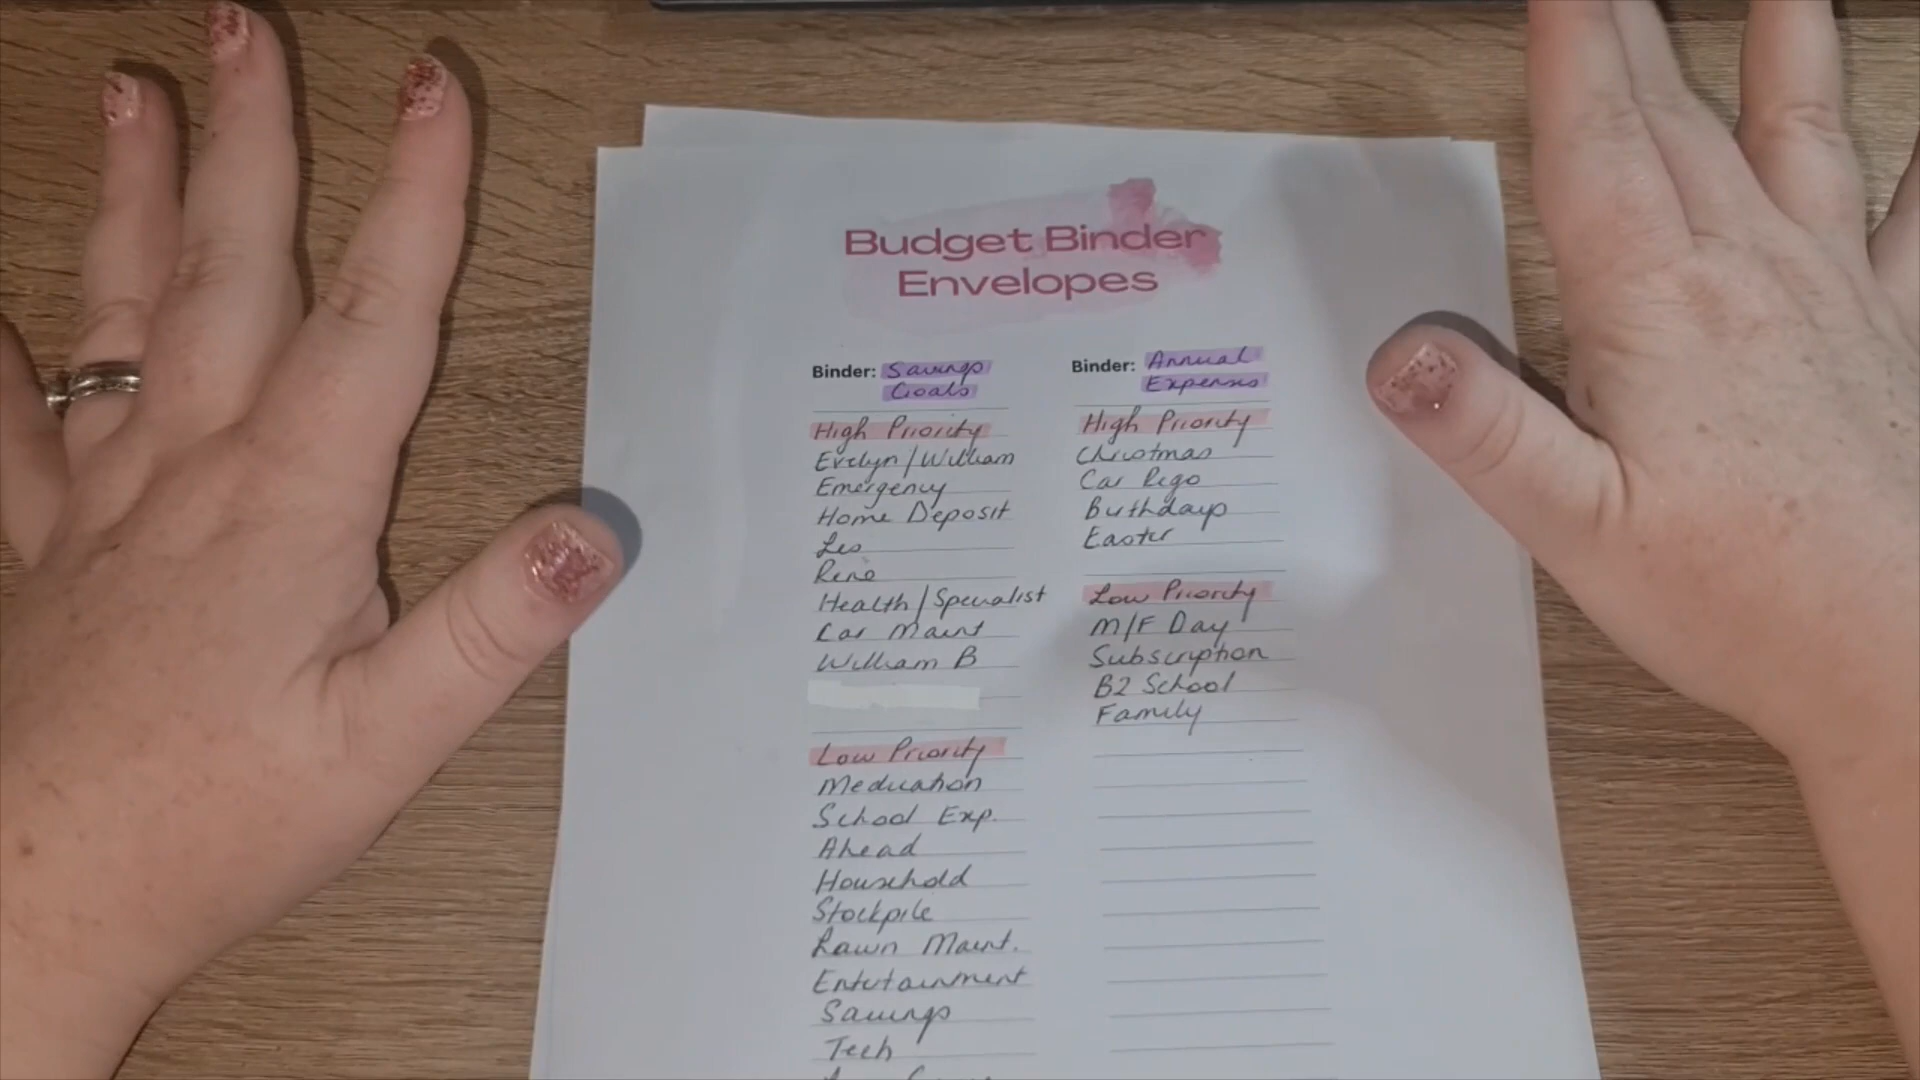 Budget Binder
Envelopes
Binder: Savings
Goals
High Priority
Evelyn/William
Emergency
Home Deposit
Leo
Reno
Health/Specialist
Car Maint
William B
Low Priority
Medication
School Exp.
Ahead
Household
Stockpile
Lawn Maint.
Entertainment
Savings
Tech
Binder: Annual
Expenses
High Priority
Christmas
Car Rego
Birthdays
Easter
Low Priority
M/F Day
Subscription
B2 School
Family